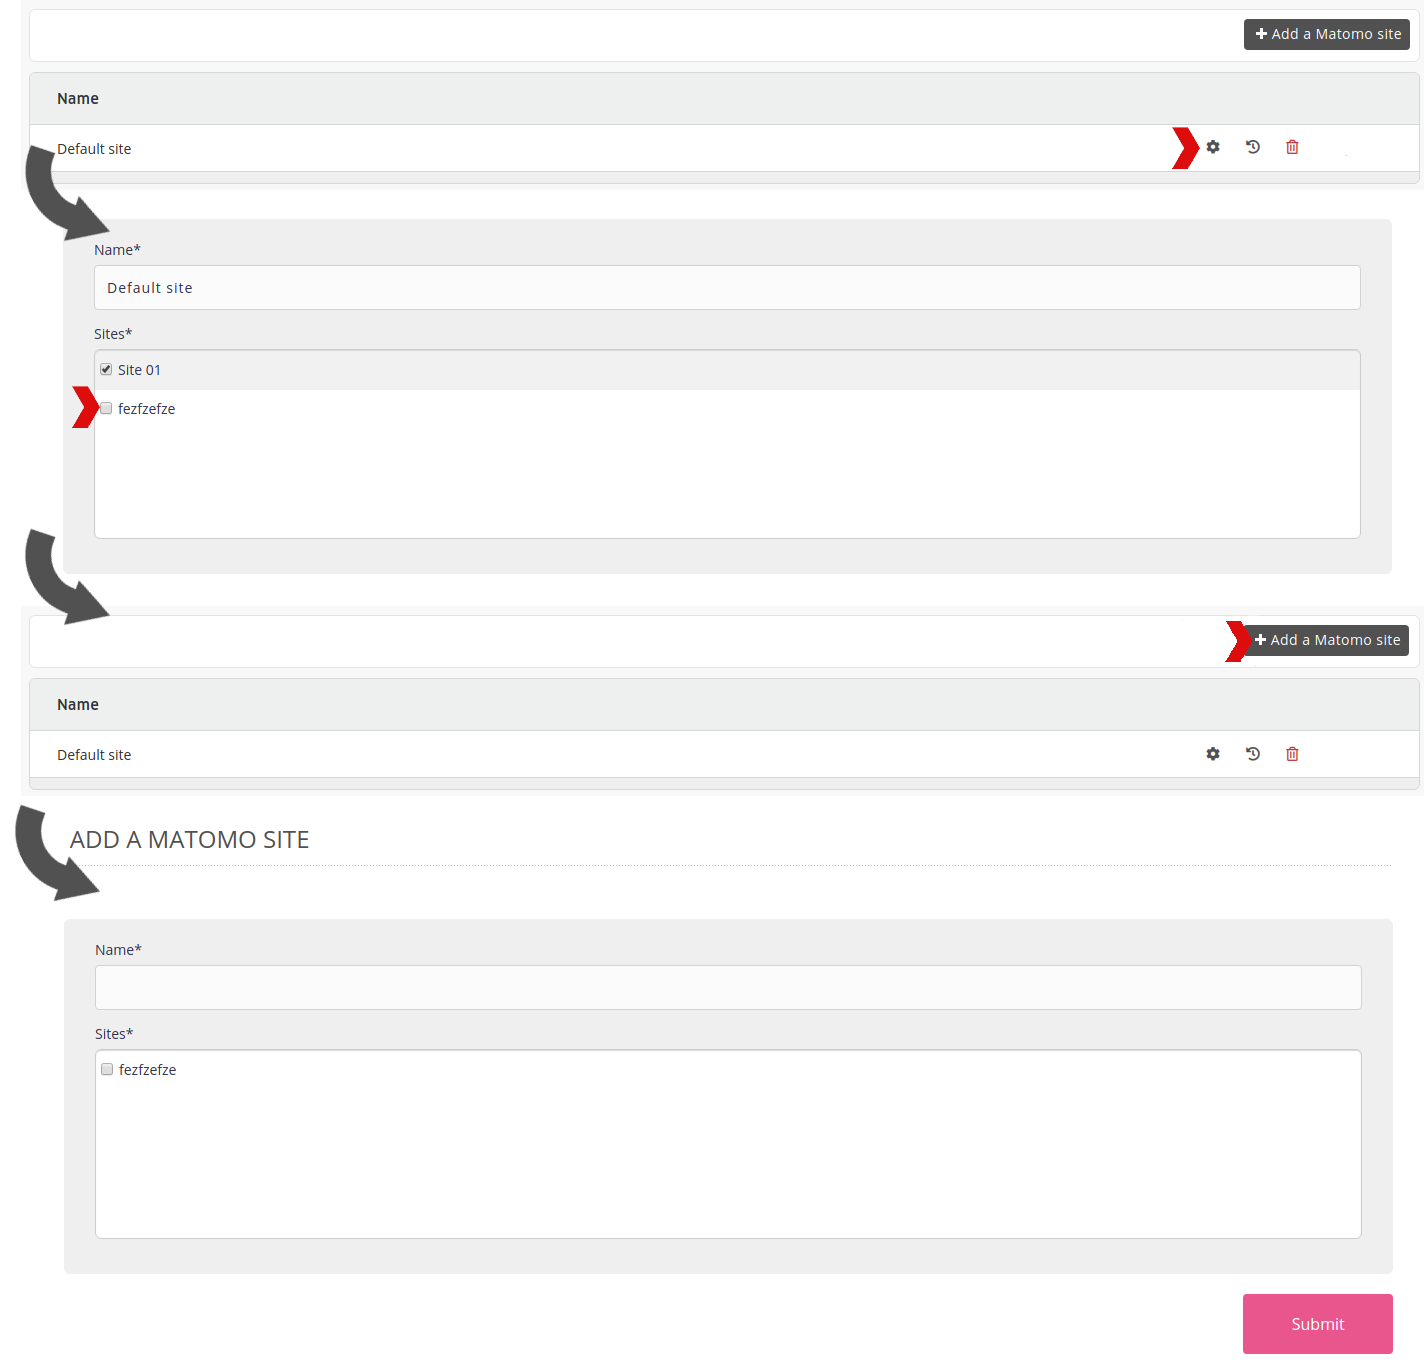 Add a Matomo site
Name
Default site
Name*
Default site
Sites*
Site 01
fezfzefze
Add a Matomo site
Name
Default site
ADD A MATOMO SITE
Name*
Sites*
fezfzefze
Submit